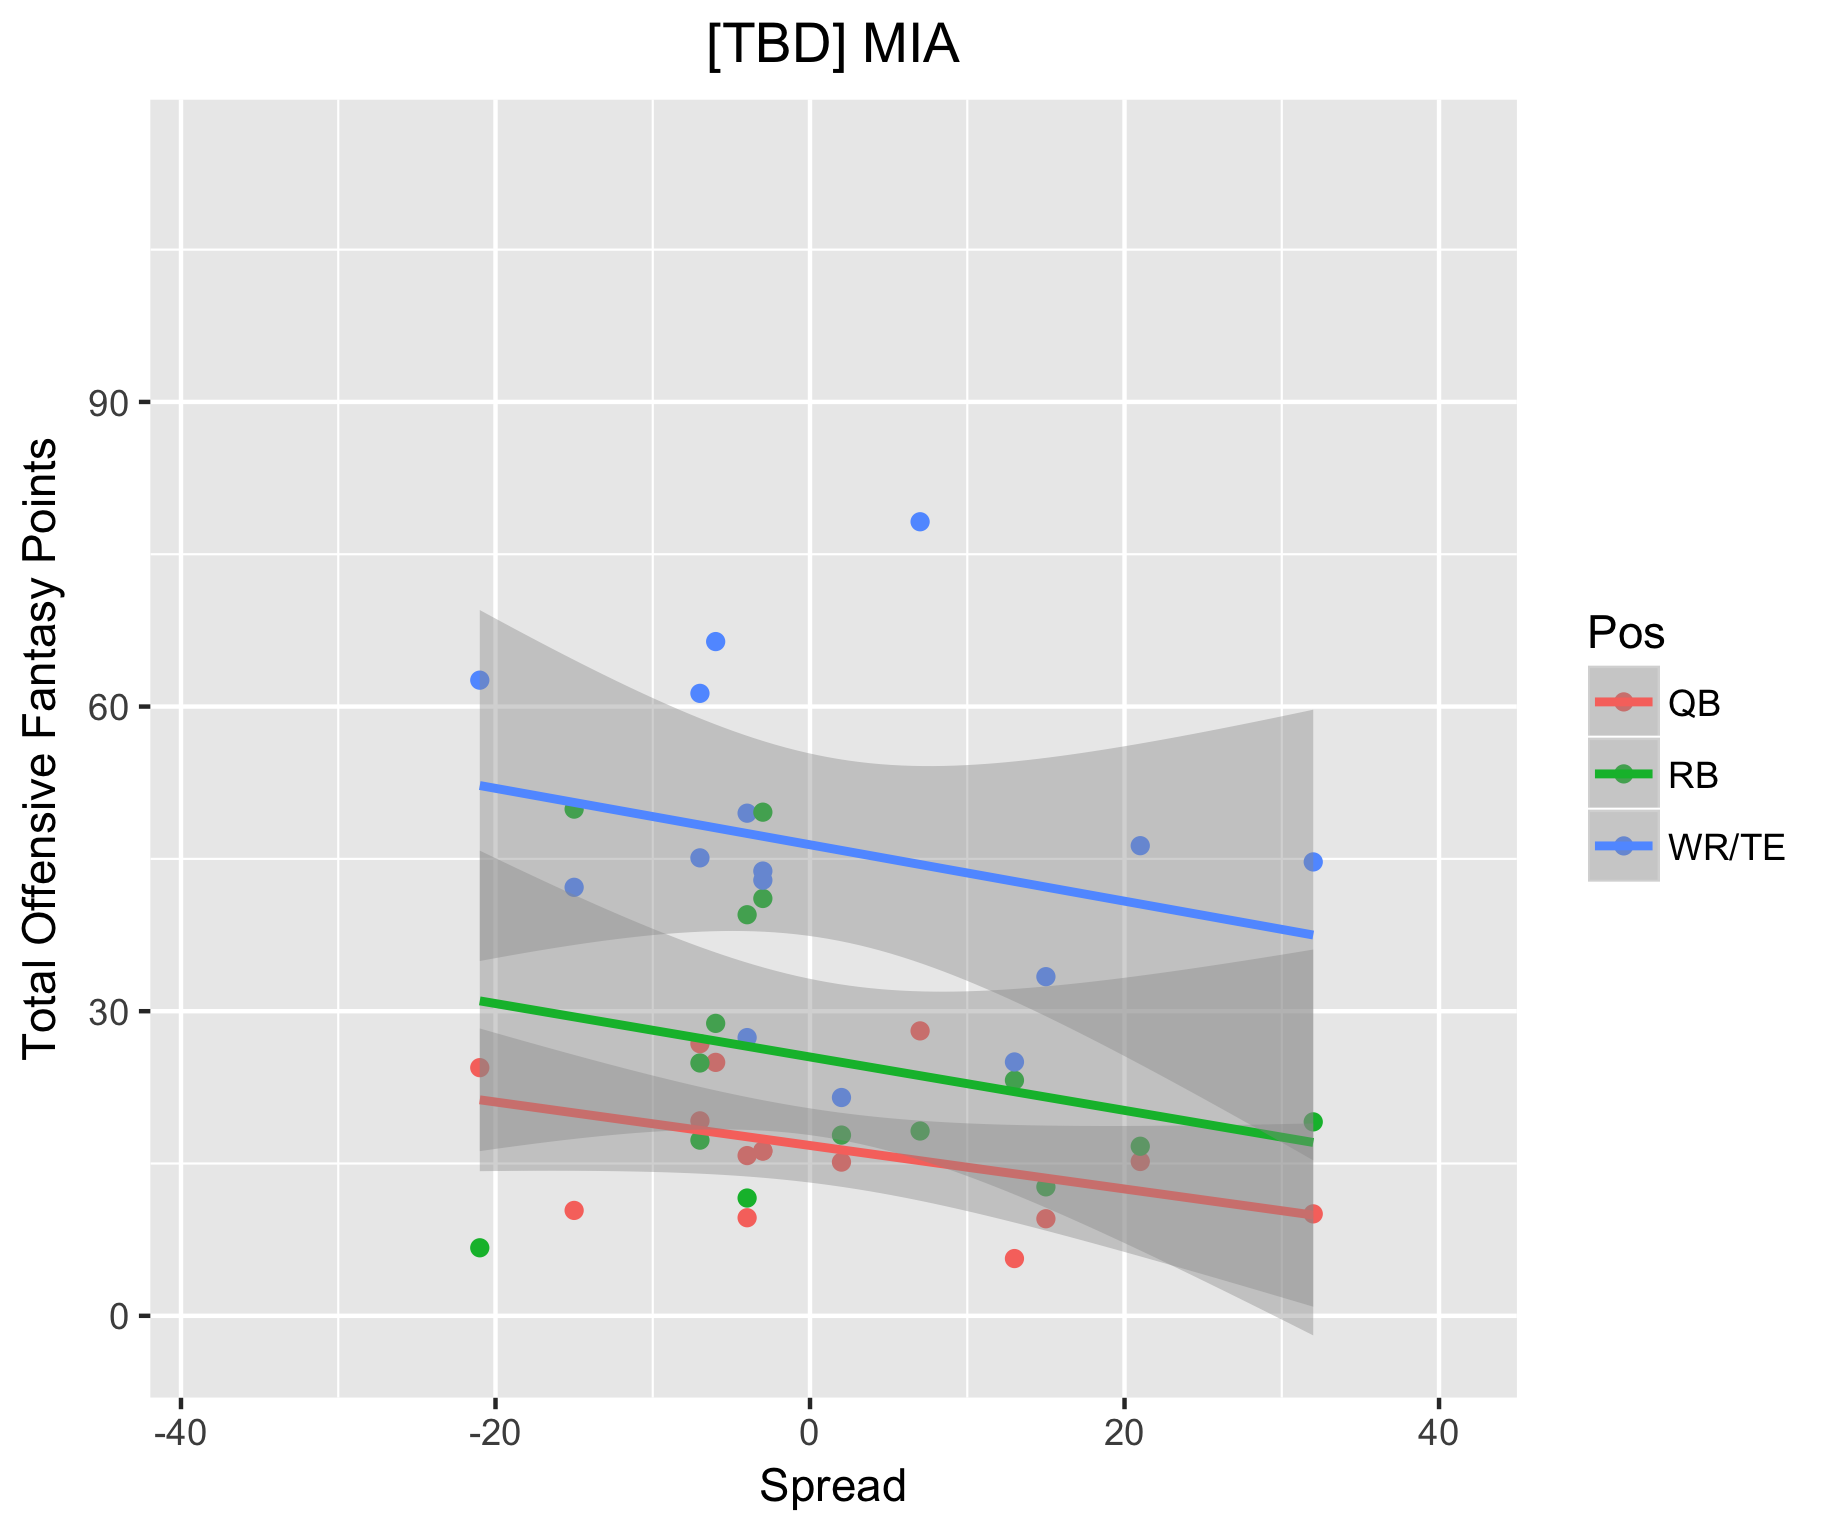 [TBD] MIA
Total Offensive Fantasy Points
90
60
30
0
-40
-20
0
20
40
Spread
Pos
QB
RB
WR/TE